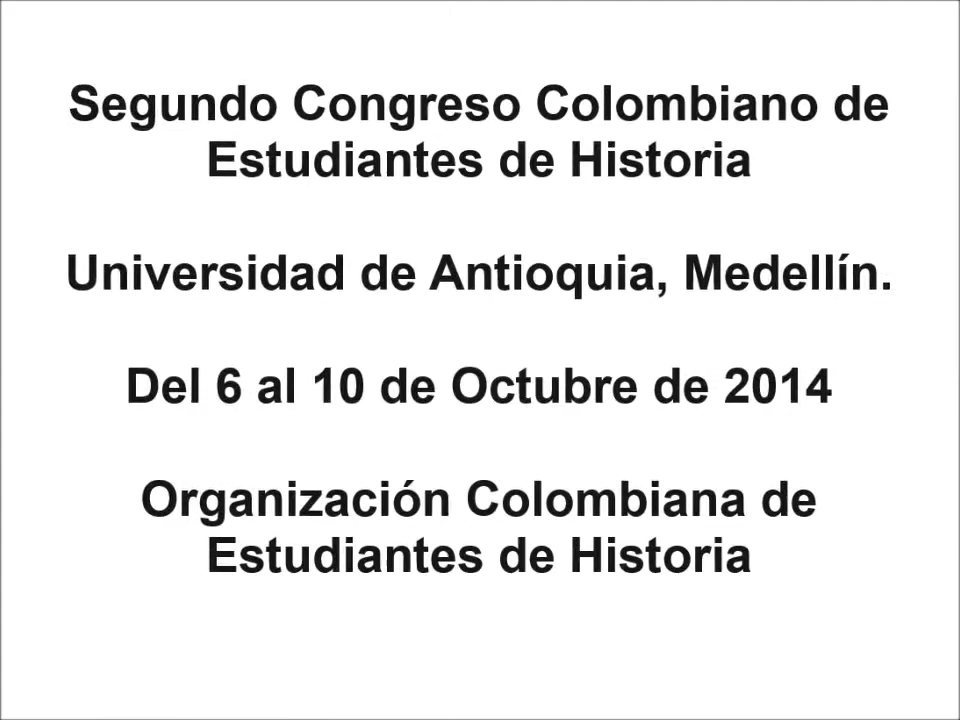 Segundo Congreso Colombiano de
Estudiantes de Historia
Universidad de Antioquia, Medellín.
Del 6 al 10 de Octubre de 2014
Organización Colombiana de
Estudiantes de Historia